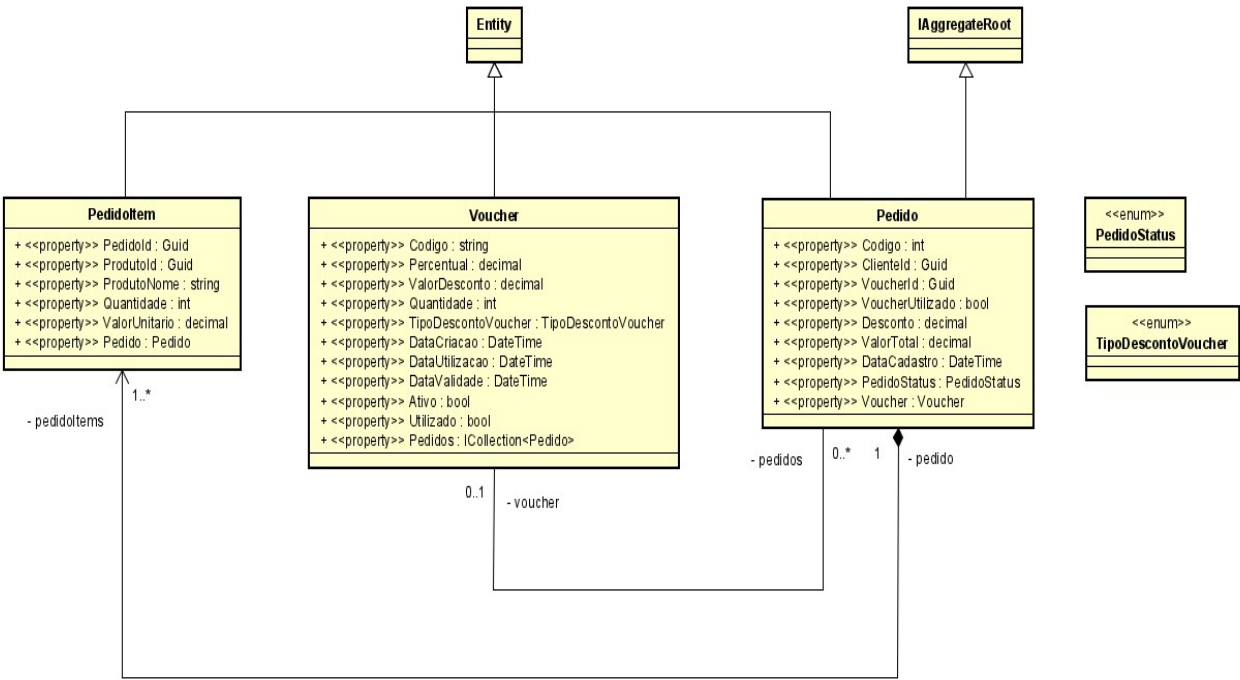 Entity
IAggregateRoot
PedidoItem
+ <<property>> PedidoId : Guid
+ <<property>> ProdutoId : Guid
+ <<property>> ProdutoNome : string
+ <<property>> Quantidade : int
+ <<property>> ValorUnitario : decimal
+ <<property>> Pedido : Pedido
Voucher
+ <<property>> Codigo : string
+ <<property>> Percentual : decimal
+ <<property>> ValorDesconto : decimal
+ <<property>> Quantidade : int
+ <<property>> TipoDescontoVoucher : TipoDescontoVoucher
+ <<property>> DataCriacao : DateTime
+ <<property>> DataUtilizacao : DateTime
+ <<property>> DataValidade : DateTime
+ <<property>> Ativo : bool
+ <<property>> Utilizado : bool
+ <<property>> Pedidos : ICollection<Pedido>
Pedido
+ <<property>> Codigo : int
+ <<property>> ClienteId : Guid
+ <<property>> VoucherId : Guid
+ <<property>> VoucherUtilizado : bool
+ <<property>> Desconto : decimal
+ <<property>> ValorTotal : decimal
+ <<property>> DataCadastro : DateTime
+ <<property>> PedidoStatus : PedidoStatus
+ <<property>> Voucher : Voucher
<<enum>>
PedidoStatus
<<enum>>
TipoDescontoVoucher
1..*
- pedidoItems
0..1
- voucher
- pedidos
0..*
1
- pedido